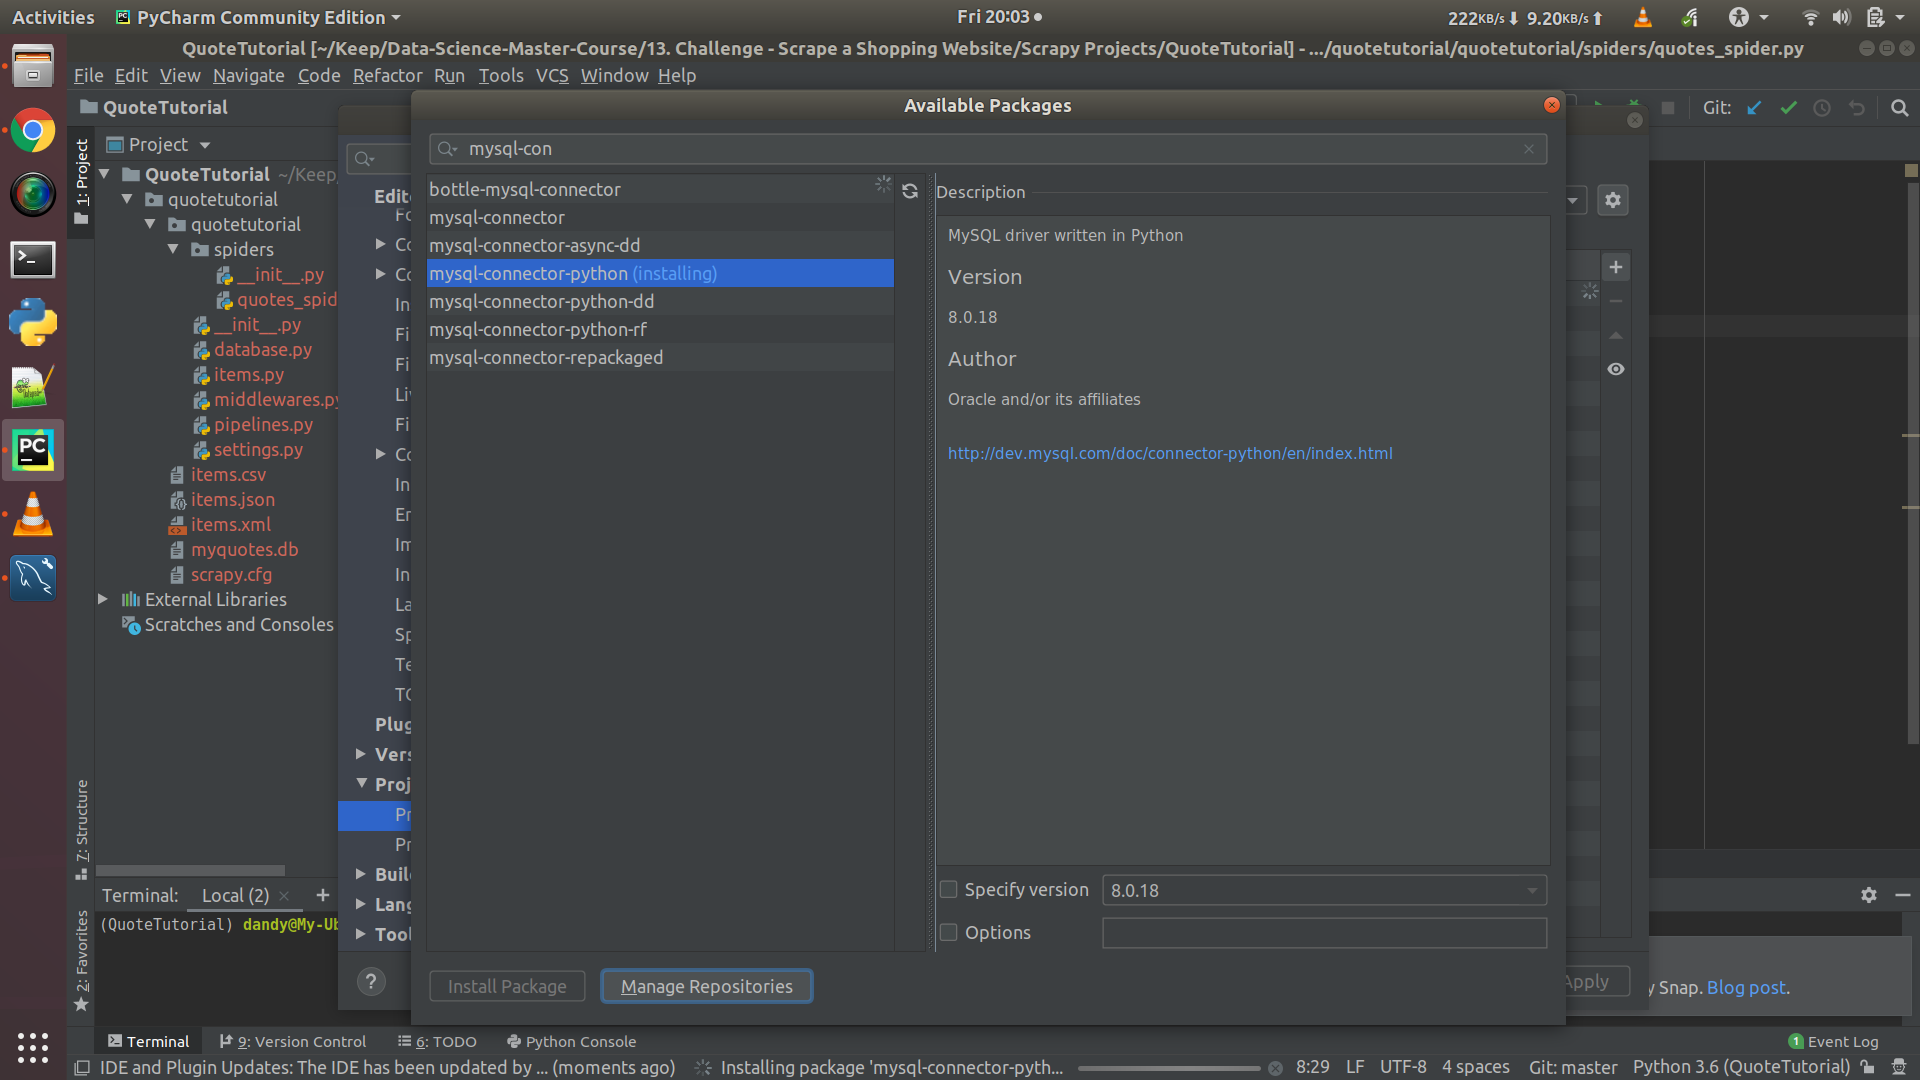 Activities
PyCharm Community Edition
Fri 20:03
222KB/s 9.20KB/s
QuoteTutorial [~/Keep/Data-Science-Master-Course/13. Challenge - Scrape a Shopping Website/Scrapy Projects/QuoteTutorial] - .../quotetutorial/quotetutorial/spiders/quotes_spider.py
File Edit View Navigate Code Refactor Run Tools VCS Window Help
QuoteTutorial
Git:
1: Project
Project
QuoteTutorial ~/Keep
quotetutorial
quotetutorial
spiders
__init__.py
quotes_spid
__init__.py
database.py
items.py
middlewares.py
pipelines.py
settings.py
items.csv
items.json
items.xml
myquotes.db
scrapy.cfg
External Libraries
Scratches and Consoles
7: Structure
2: Favorites
Edit
Fo
Co
Co
In
Fi
Fi
Li
Fi
Co
In
Er
Im
In
La
Sp
Te
TO
Plug
Vers
Proj
Pr
Pr
Buil
Lang
Tool
?
Available Packages
mysql-con
bottle-mysql-connector
mysql-connector
mysql-connector-async-dd
mysql-connector-python (installing)
mysql-connector-python-dd
mysql-connector-python-rf
mysql-connector-repackaged
Description
MySQL driver written in Python
Version
8.0.18
Author
Oracle and/or its affiliates
http://dev.mysql.com/doc/connector-python/en/index.html
Specify version 8.0.18
Options
Install Package
Manage Repositories
Apply
y Snap. Blog post.
Terminal: Local (2) +
(QuoteTutorial) dandy@My-Ub
Terminal
9: Version Control
6: TODO
Python Console
1 Event Log
IDE and Plugin Updates: The IDE has been updated by ... (moments ago)
Installing package 'mysql-connector-pyth...
8:29 LF UTF-8 4 spaces Git: master Python 3.6 (QuoteTutorial)